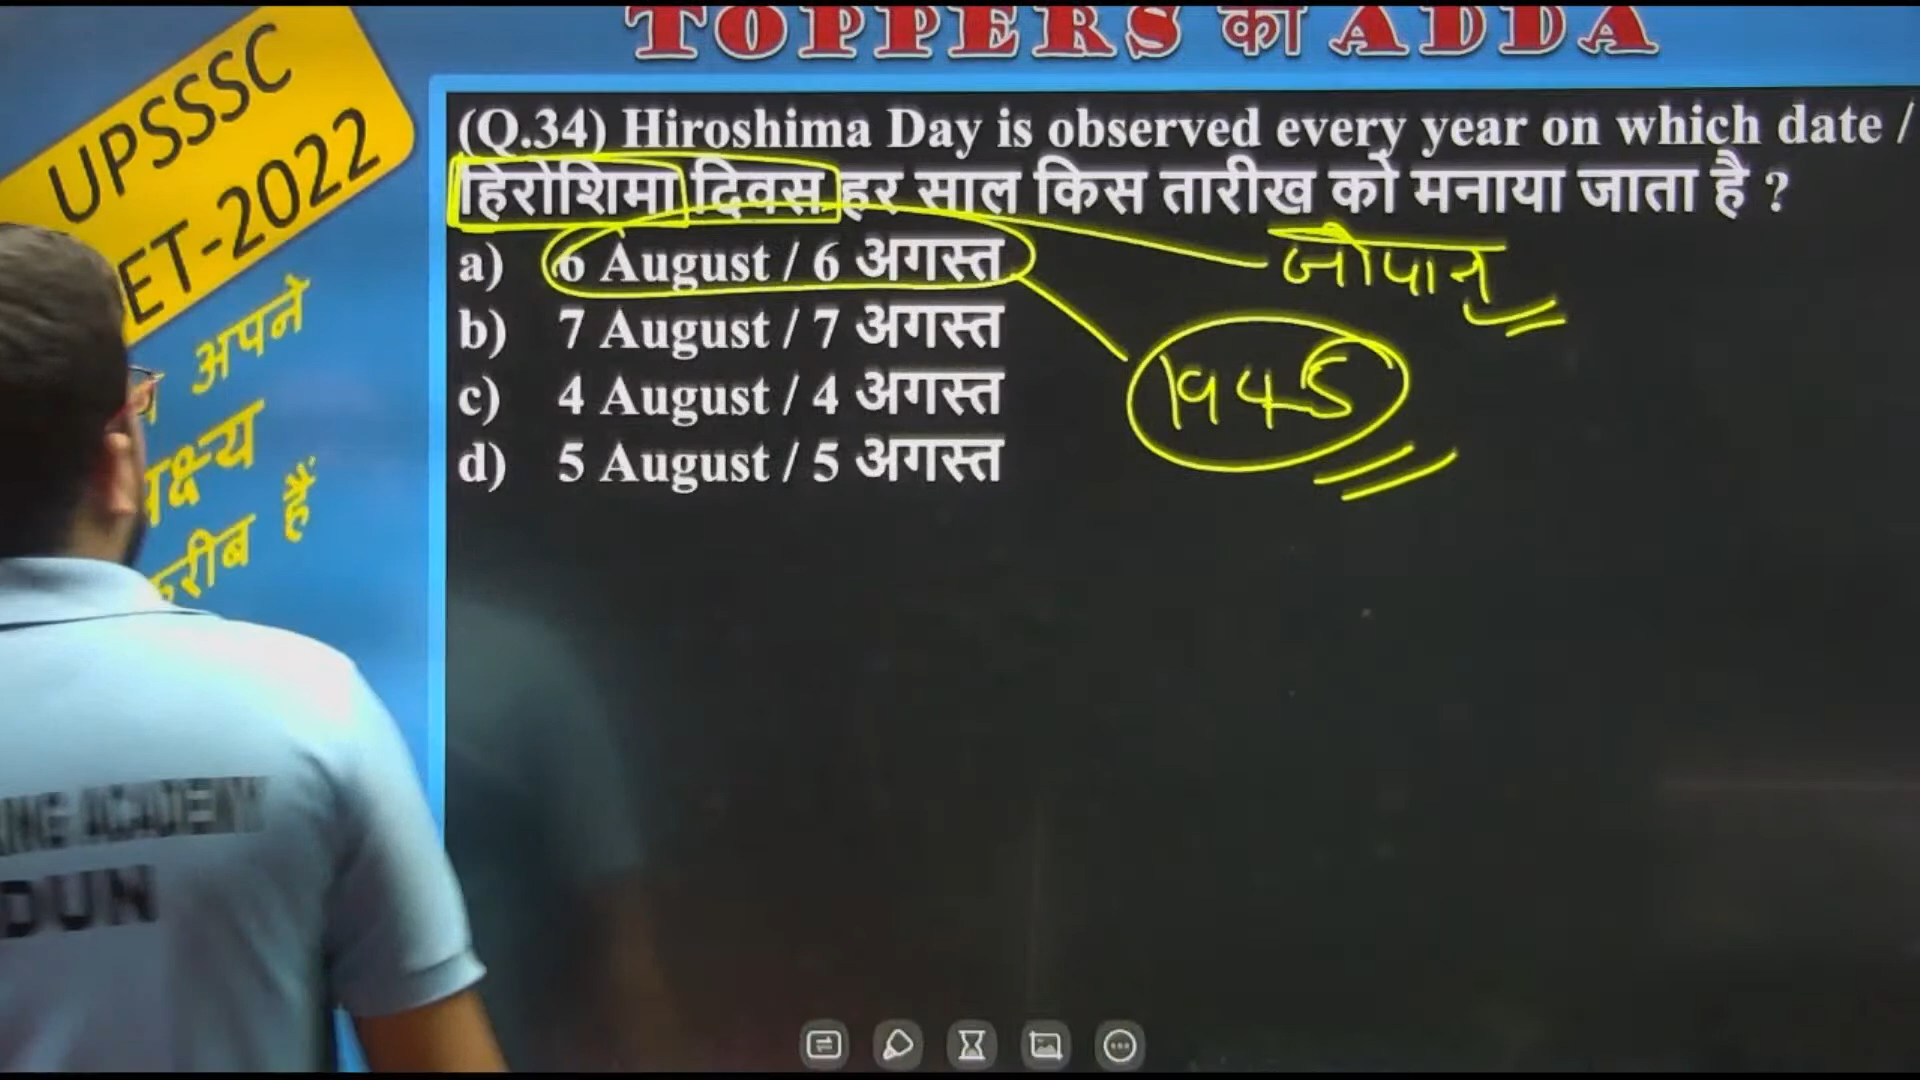 TOPPERS का ADDA
UPSSSC
ET-2022
अपने
करीब हैं
(Q.34) Hiroshima Day is observed every year on which date /
हिरोशिमा दिवस हर साल किस तारीख को मनाया जाता है ?
a) 6 August / 6 अगस्त
b) 7 August / 7 अगस्त
c) 4 August / 4 अगस्त
d) 5 August / 5 अगस्त
जापान
1945
ACADEMY
DUN